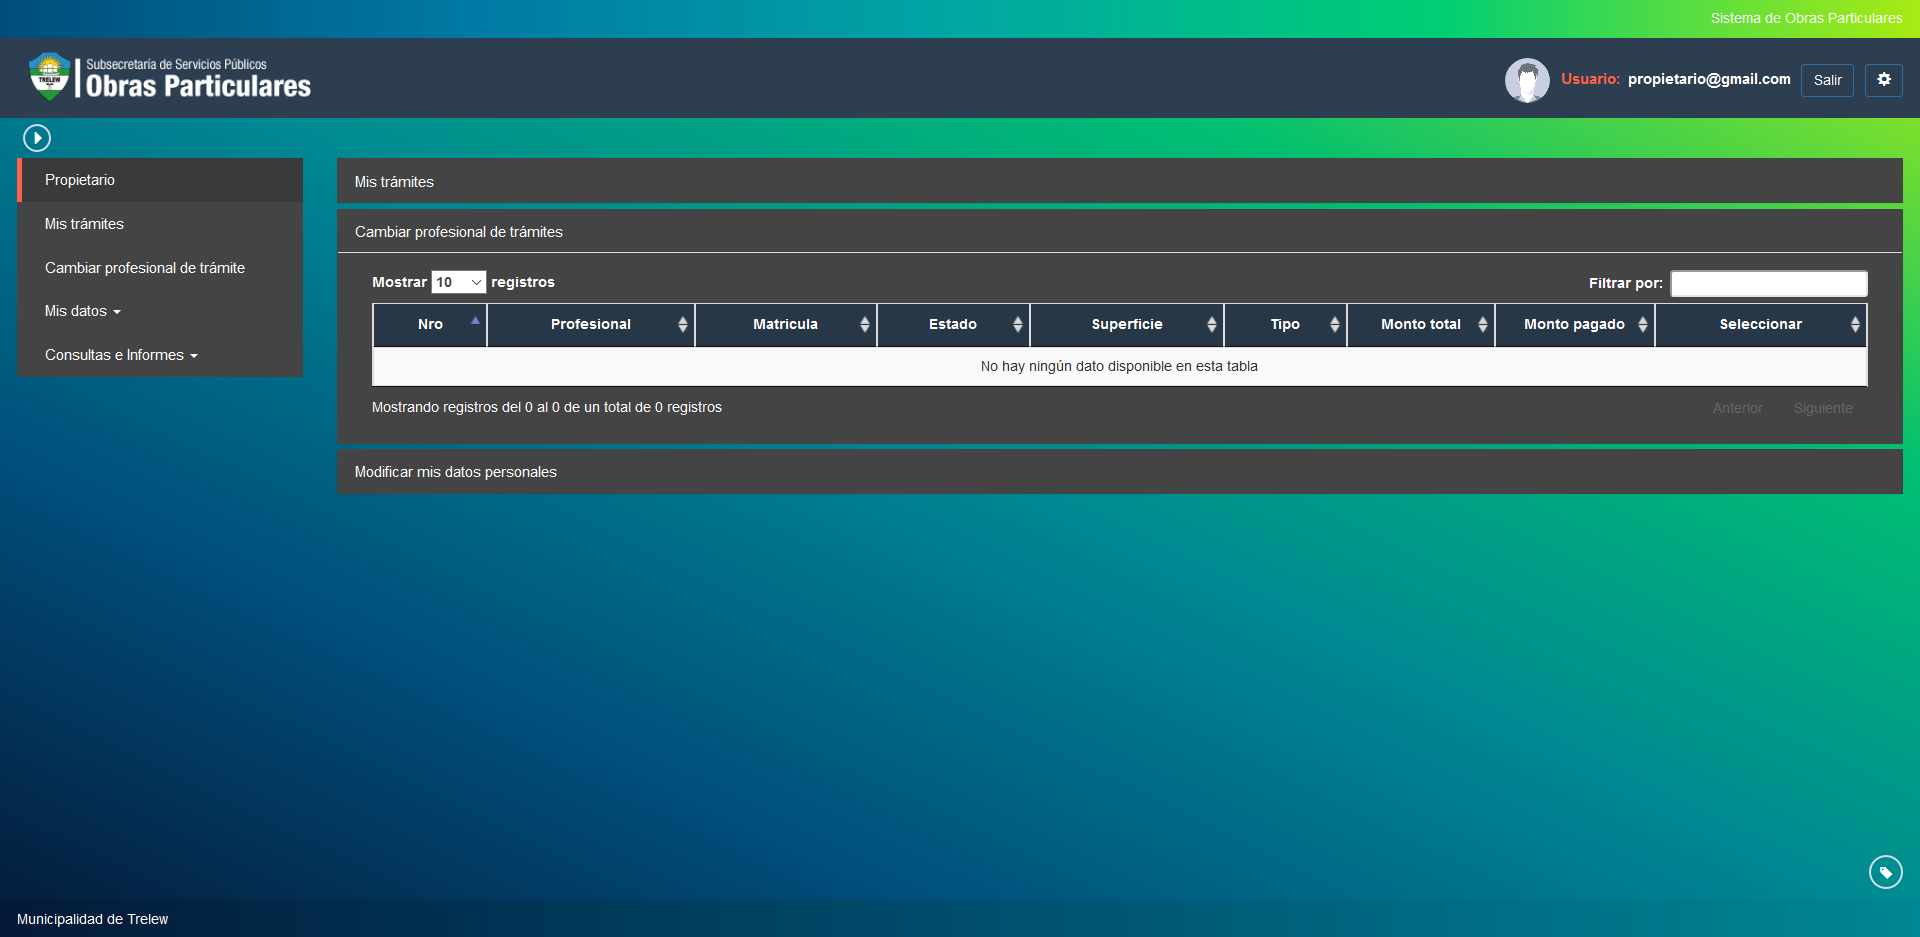 Sistema de Obras Particulares
Subsecretaría de Servicios Públicos
Obras Particulares
TRELEW
Usuario: propietario@gmail.com Salir
Propietario
Mis trámites
Cambiar profesional de trámite
Mis datos
Consultas e Informes
Mis trámites
Cambiar profesional de trámites
Mostrar 10 registros
Filtrar por:
Nro Profesional Matricula Estado Superficie Tipo Monto total Monto pagado Seleccionar
No hay ningún dato disponible en esta tabla
Mostrando registros del 0 al 0 de un total de 0 registros
Anterior Siguiente
Modificar mis datos personales
Municipalidad de Trelew